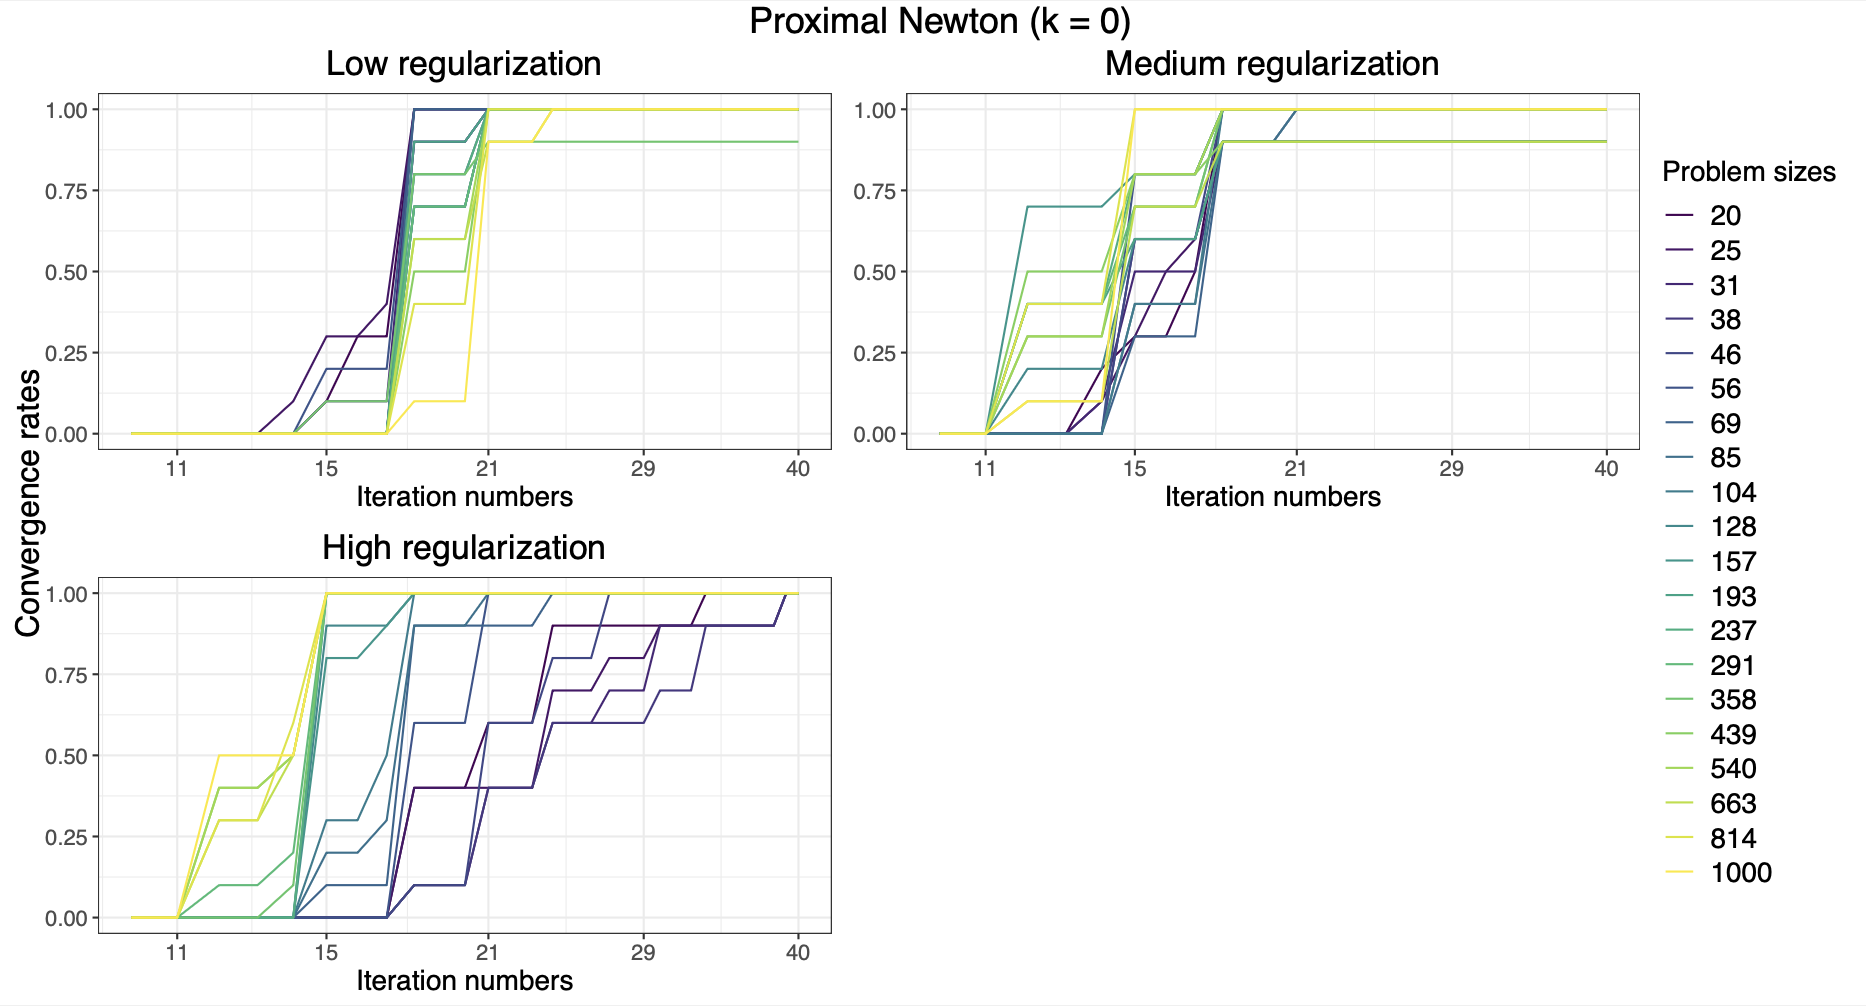 Proximal Newton (k = 0)
Low regularization
1.00
0.75
0.50
0.25
0.00
11 15 21 29 40
Iteration numbers
Medium regularization
1.00
0.75
0.50
0.25
0.00
11 15 21 29 40
Iteration numbers
Convergence rates
High regularization
1.00
0.75
0.50
0.25
0.00
11 15 21 29 40
Iteration numbers
Problem sizes
20
25
31
38
46
56
69
85
104
128
157
193
237
291
358
439
540
663
814
1000